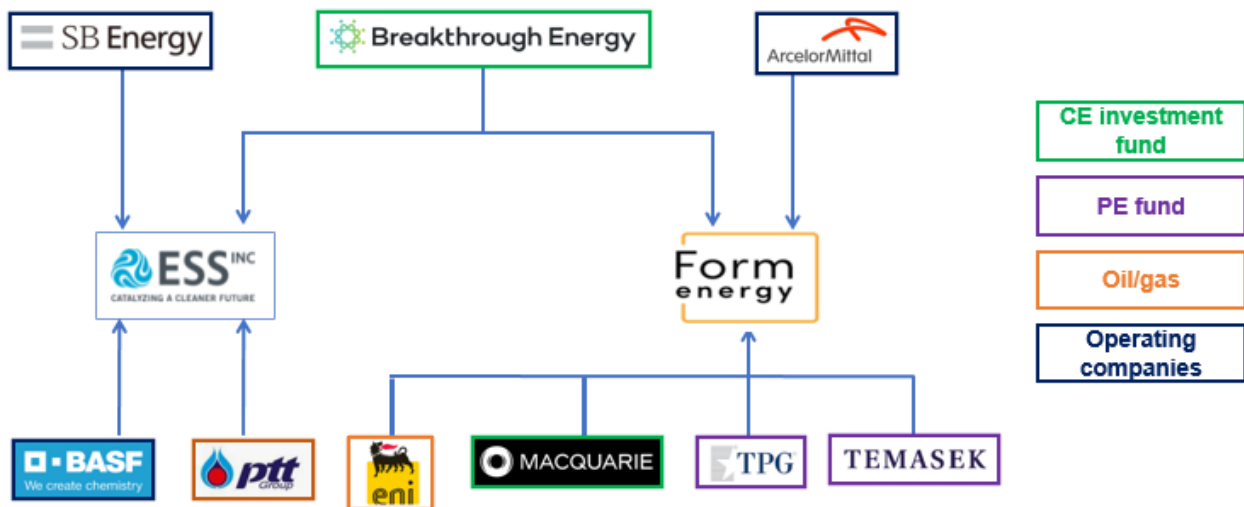 SB Energy
Breakthrough Energy
ArcelorMittal
CE investment
fund
PE fund
ESS INC
CATALYZING A CLEANER FUTURE
Form
energy
Oil/gas
Operating
companies
BASF
We create chemistry
ptt
Group
eni
MACQUARIE
TPG
TEMASEK